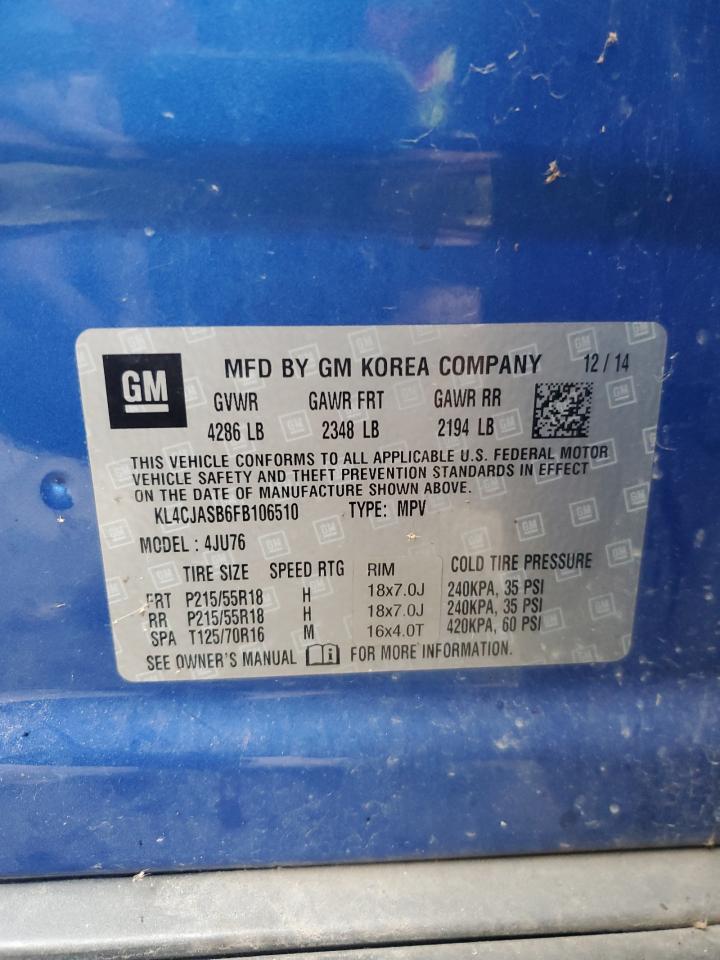 GM MFD BY GM KOREA COMPANY 12/14
GVWR GAWR FRT GAWR RR
4286 LB 2348 LB 2194 LB
THIS VEHICLE CONFORMS TO ALL APPLICABLE U.S. FEDERAL MOTOR
VEHICLE SAFETY AND THEFT PREVENTION STANDARDS IN EFFECT
ON THE DATE OF MANUFACTURE SHOWN ABOVE.
KL4CJASB6FB106510 TYPE: MPV
MODEL: 4JU76
TIRE SIZE SPEED RTG RIM COLD TIRE PRESSURE
FRT P215/55R18 H 18x7.0J 240KPA, 35 PSI
RR P215/55R18 H 18x7.0J 240KPA, 35 PSI
SPA T125/70R16 M 16x4.0T 420KPA, 60 PSI
SEE OWNER'S MANUAL FOR MORE INFORMATION.